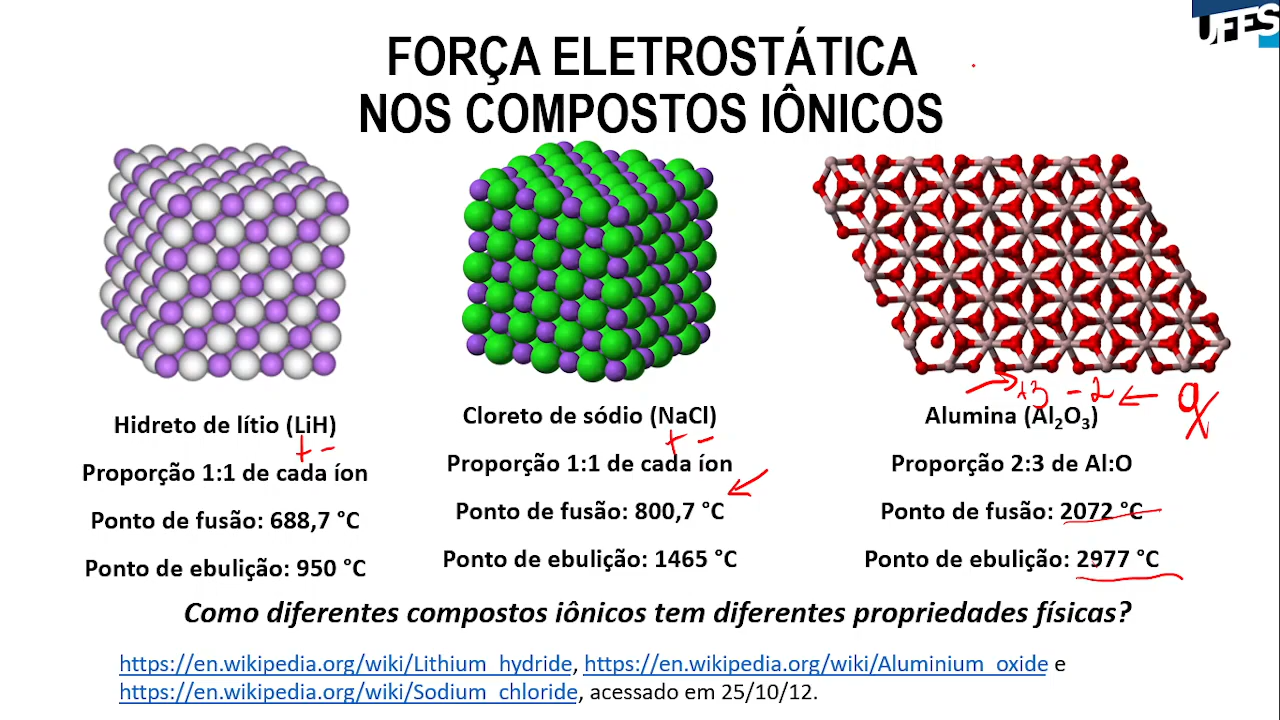 UFES
FORÇA ELETROSTÁTICA
NOS COMPOSTOS IÔNICOS
Hidreto de lítio (LiH)
+ -
Proporção 1:1 de cada íon
Ponto de fusão: 688,7 °C
Ponto de ebulição: 950 °C
Cloreto de sódio (NaCl)
+ -
Proporção 1:1 de cada íon
Ponto de fusão: 800,7 °C
Ponto de ebulição: 1465 °C
+3 -2
Alumina (Al₂O₃)
Proporção 2:3 de Al:O
Ponto de fusão: 2072 °C
Ponto de ebulição: 2977 °C
Como diferentes compostos iônicos tem diferentes propriedades físicas?
https://en.wikipedia.org/wiki/Lithium_hydride, https://en.wikipedia.org/wiki/Aluminium_oxide e
https://en.wikipedia.org/wiki/Sodium_chloride, acessado em 25/10/12.